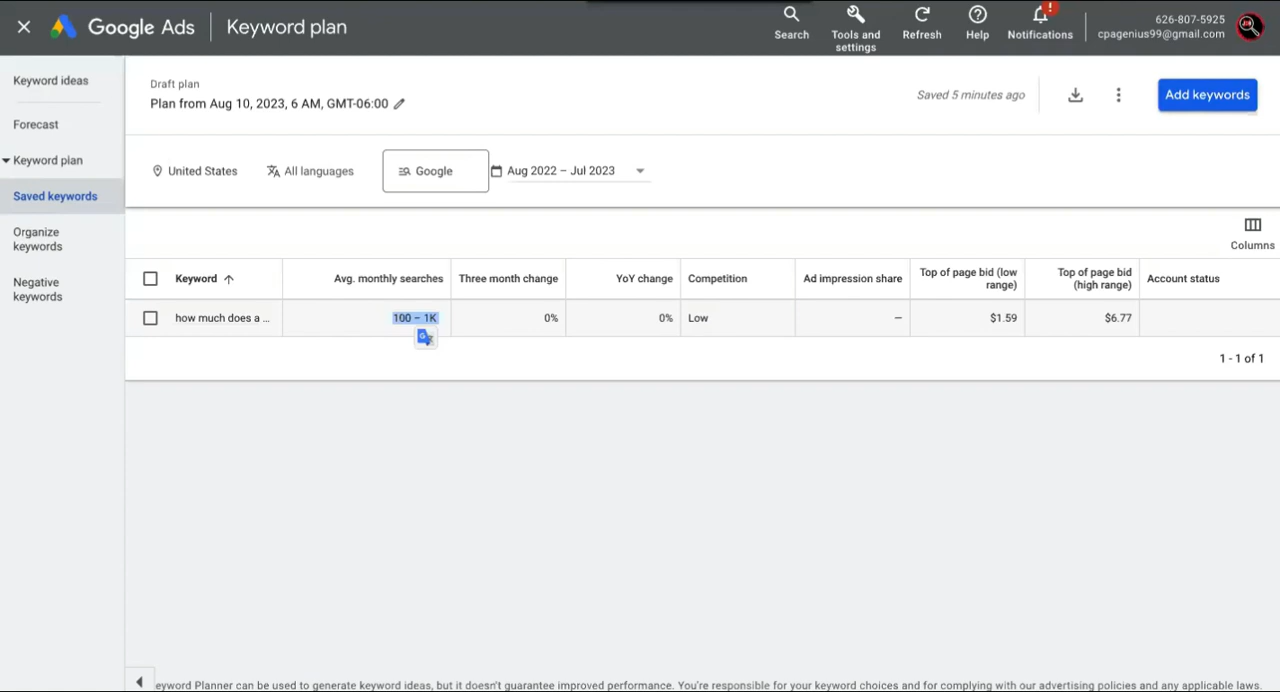 Google Ads
Keyword plan
Search
Tools and
settings
Refresh
Help
!
Notifications
626-807-5925
cpagenius99@gmail.com
Keyword ideas
Forecast
Keyword plan
Saved keywords
Organize
keywords
Negative
keywords
Draft plan
Plan from Aug 10, 2023, 6 AM, GMT-06:00
Saved 5 minutes ago
Add keywords
United States
All languages
Google
Aug 2022 – Jul 2023
Columns
Keyword
Avg. monthly searches
Three month change
YoY change
Competition
Ad impression share
Top of page bid (low
range)
Top of page bid
(high range)
Account status
how much does a ...
100 – 1K
0%
0%
Low
–
$1.59
$6.77
1 - 1 of 1
eyword Planner can be used to generate keyword ideas, but it doesn't guarantee improved performance. You're responsible for your keyword choices and for complying with our advertising policies and any applicable laws.